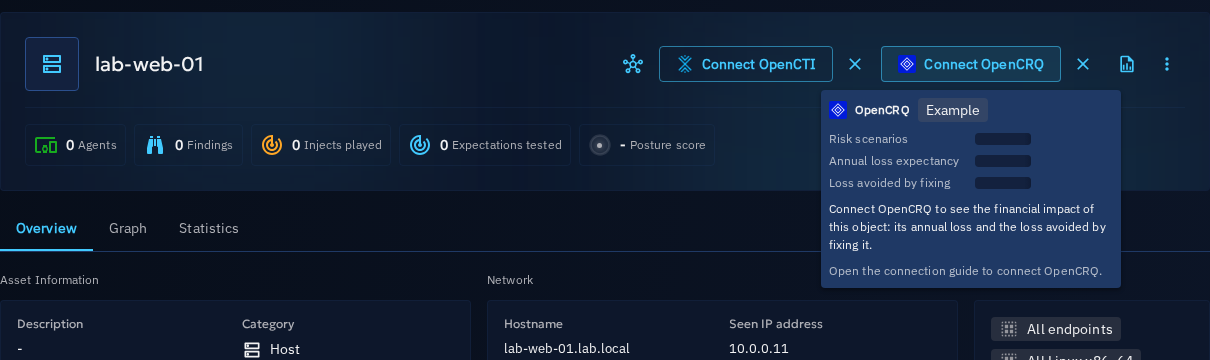 lab-web-01
Connect OpenCTI
Connect OpenCRQ
0 Agents
0 Findings
0 Injects played
0 Expectations tested
- Posture score
OpenCRQ Example
Risk scenarios
Annual loss expectancy
Loss avoided by fixing
Connect OpenCRQ to see the financial impact of
this object: its annual loss and the loss avoided by
fixing it.
Open the connection guide to connect OpenCRQ.
Overview
Graph
Statistics
Asset Information
Network
Description
Category
-
Host
Hostname
Seen IP address
lab-web-01.lab.local
10.0.0.11
All endpoints
All Linux x86_64